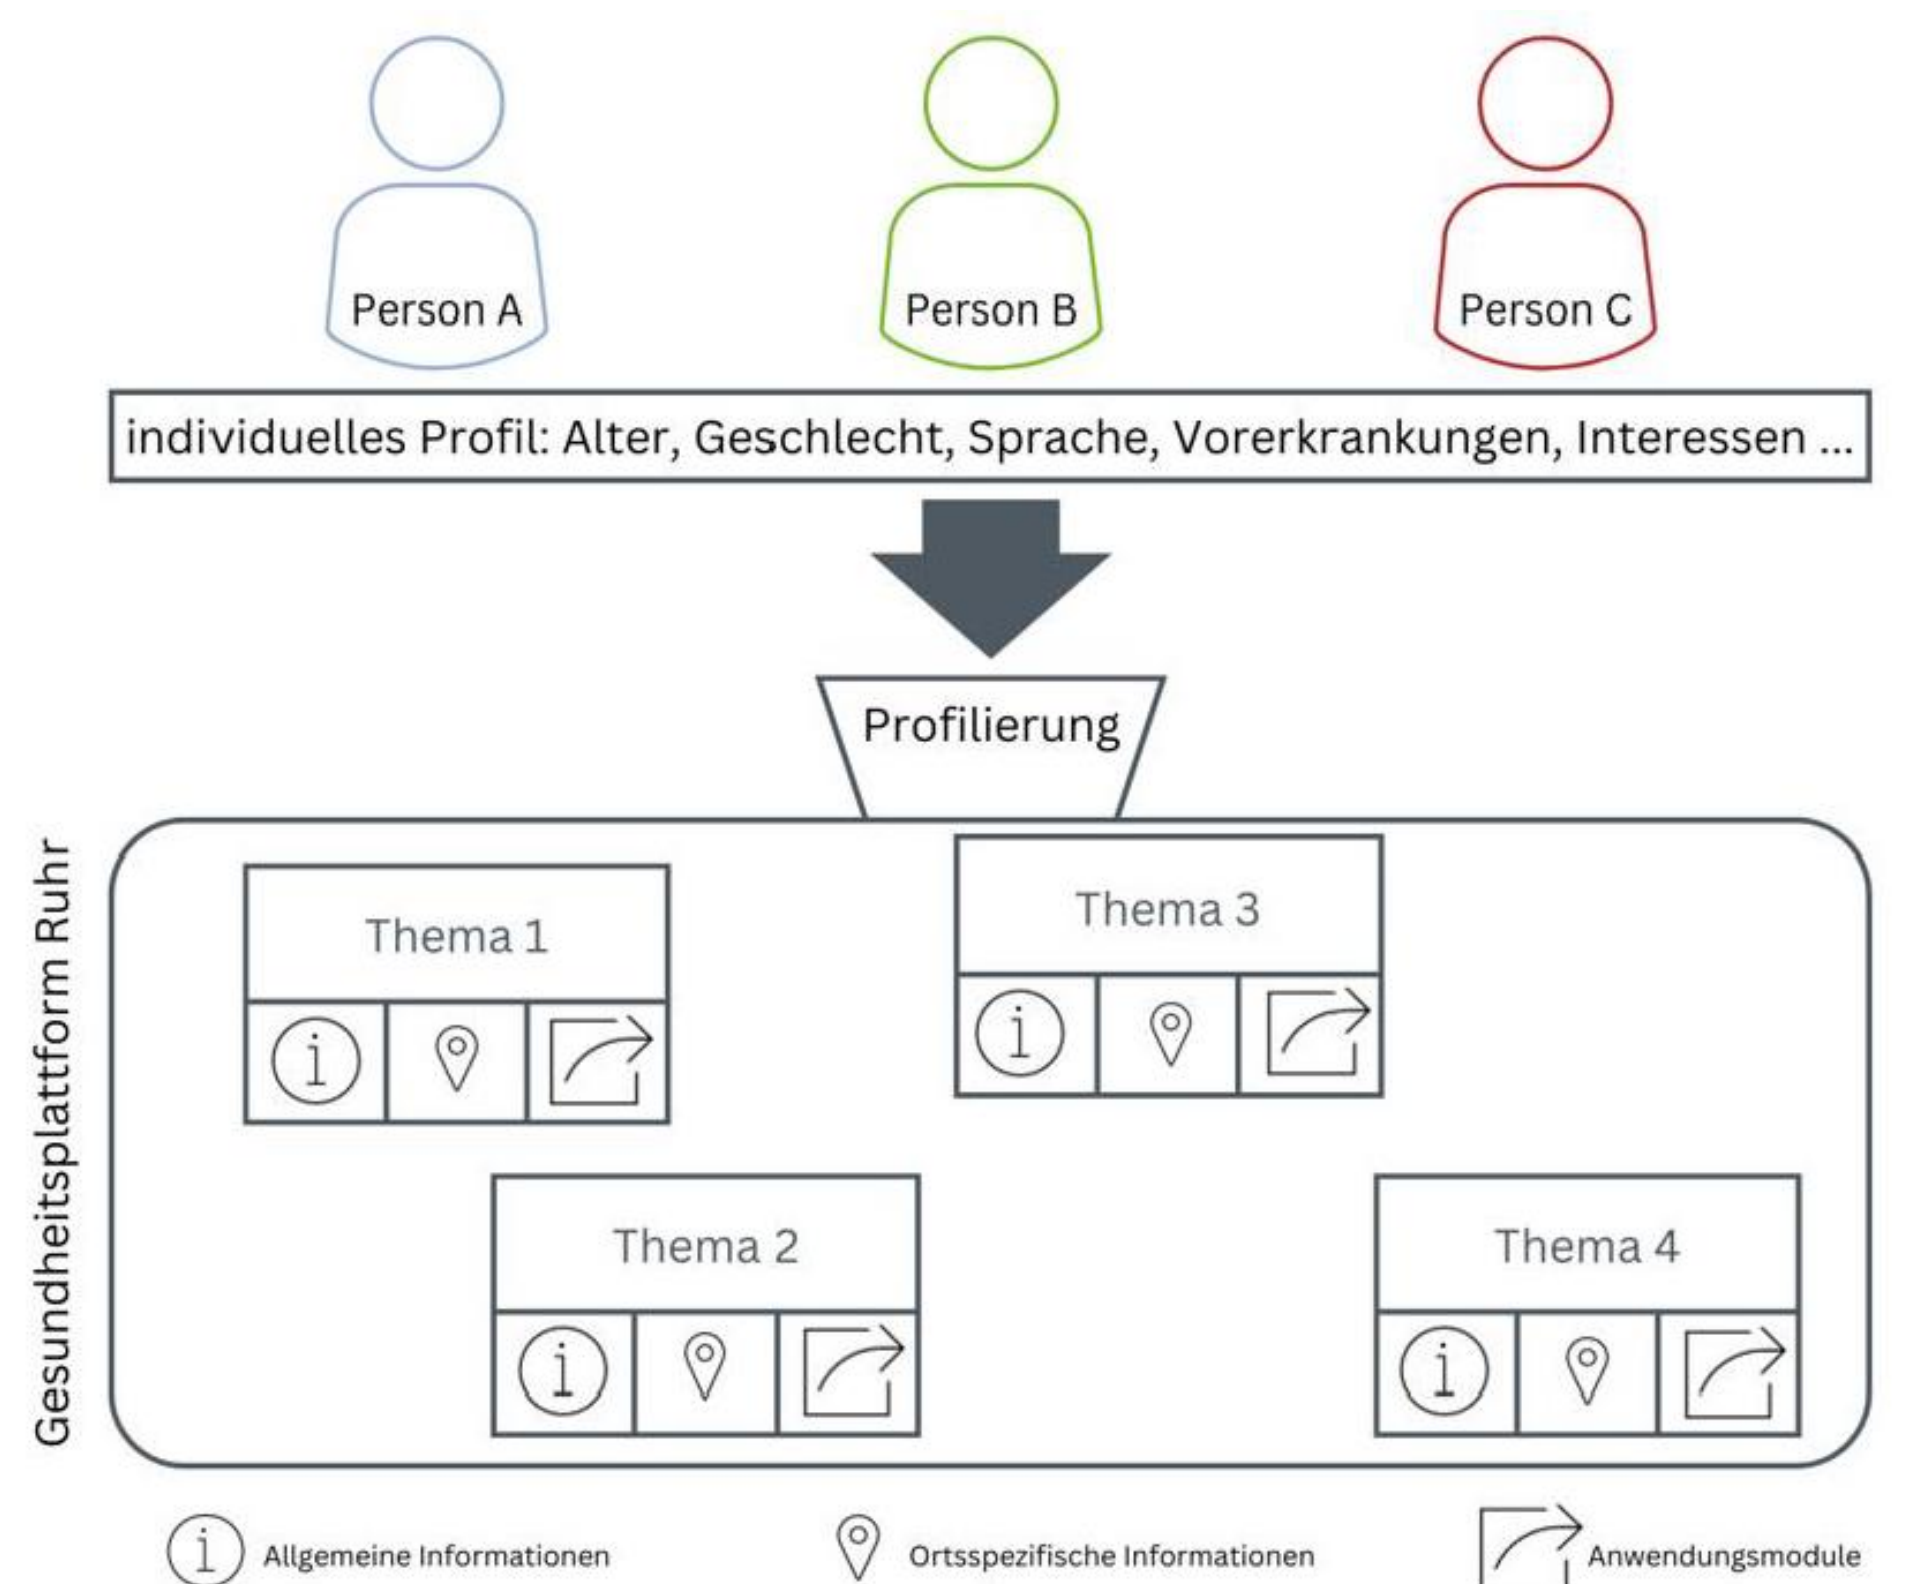 Person A
Person B
Person C
individuelles Profil: Alter, Geschlecht, Sprache, Vorerkrankungen, Interessen ...
Profilierung
Gesundheitsplattform Ruhr
Thema 1
Thema 3
Thema 2
Thema 4
Allgemeine Informationen
Ortsspezifische Informationen
Anwendungsmodule